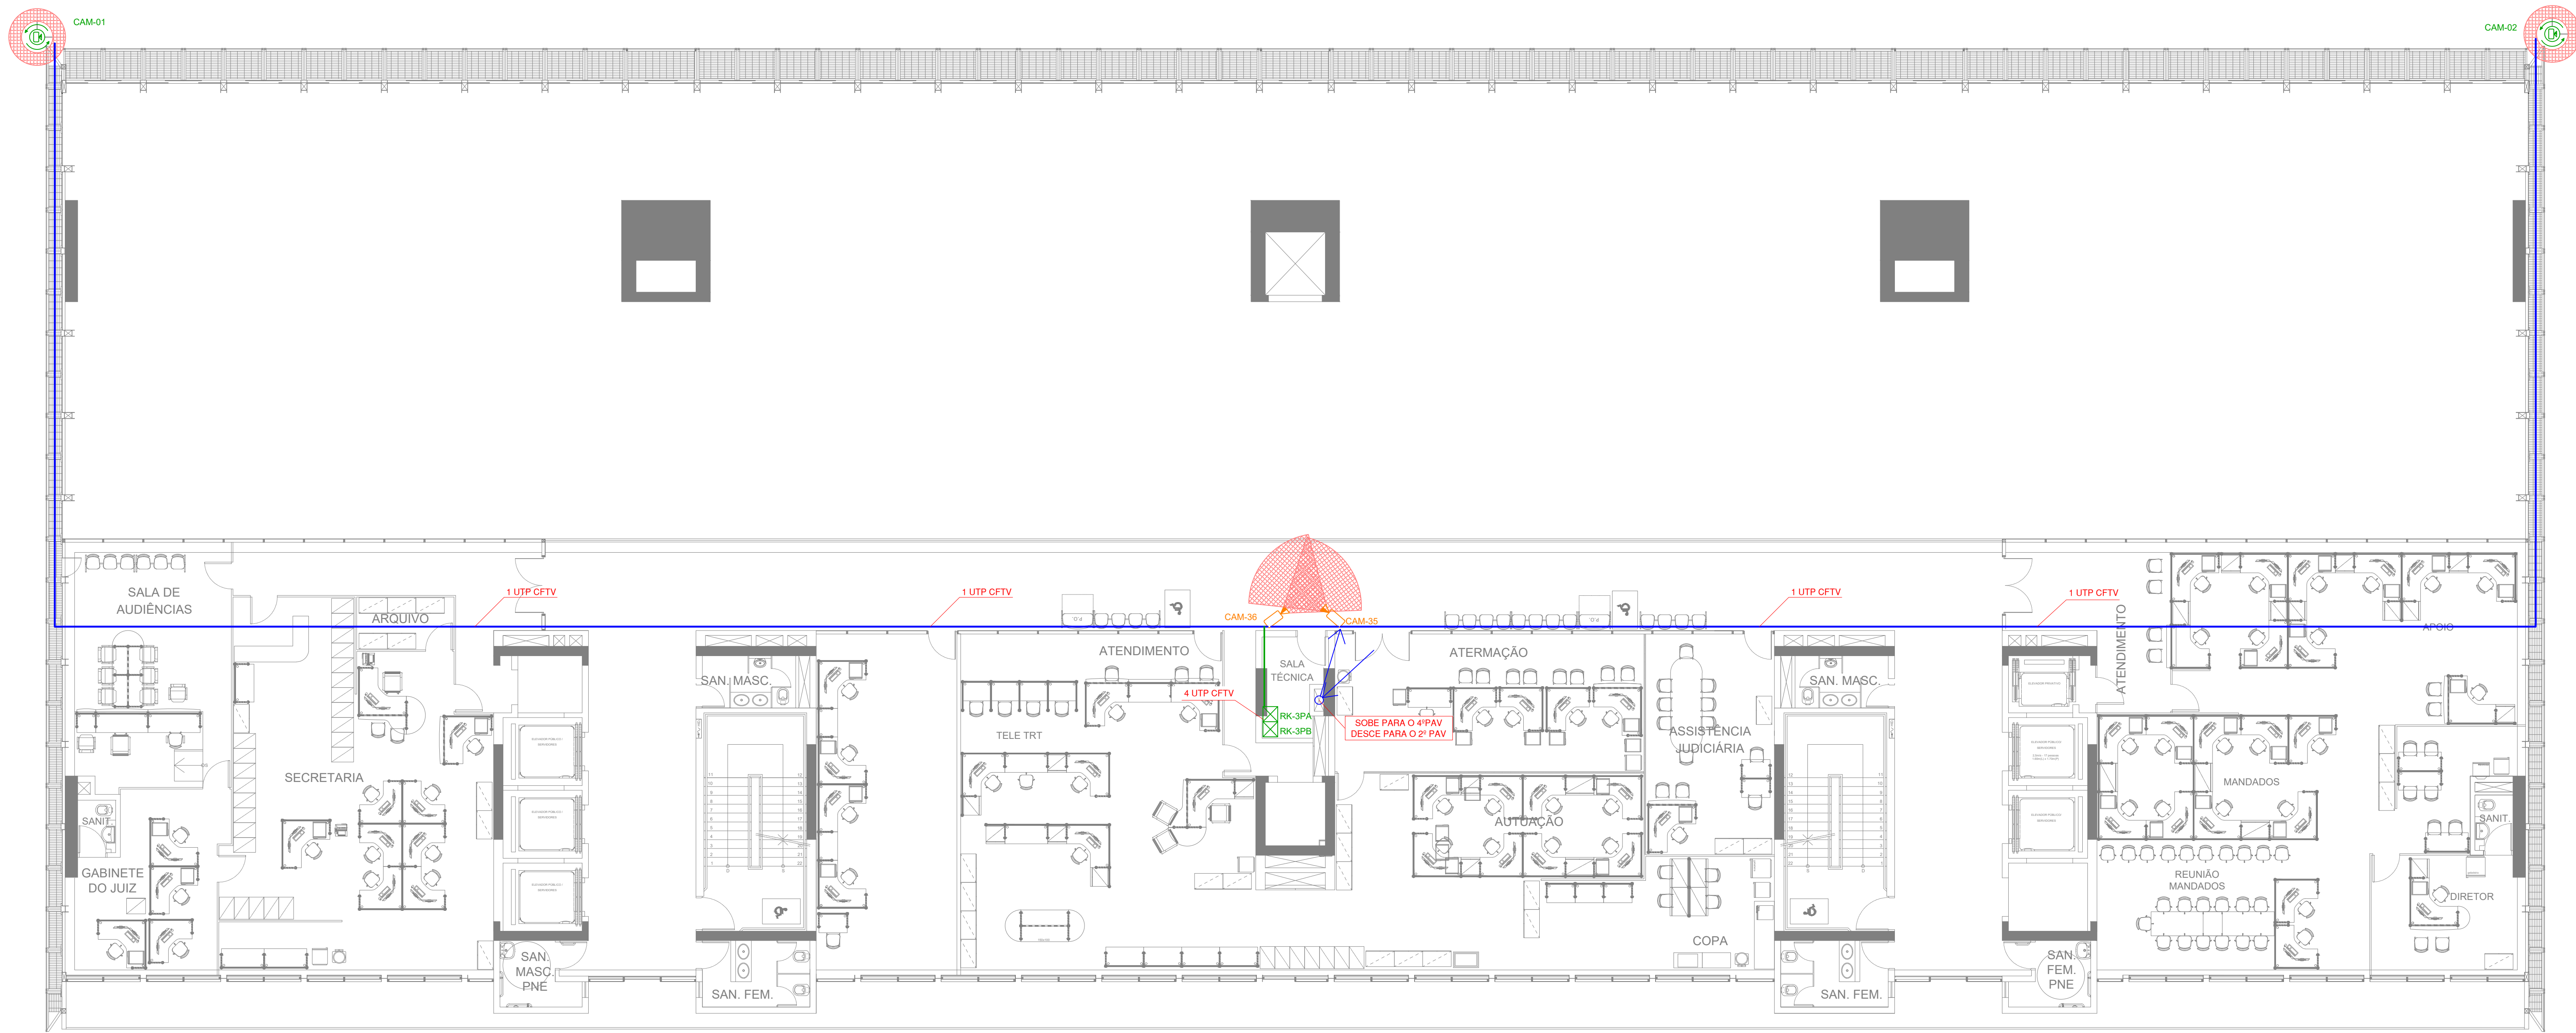 CAM-01
CAM-02
1 UTP CFTV
1 UTP CFTV
1 UTP CFTV
1 UTP CFTV
CAM-36
CAM-35
SALA DE
AUDIÊNCIAS
ARQUIVO
ATENDIMENTO
SALA
TÉCNICA
ATERMAÇÃO
ATENDIMENTO
APOIO
SAN. MASC.
SAN. MASC.
4 UTP CFTV
RK-3PA
RK-3PB
SOBE PARA O 4ºPAV
DESCE PARA O 2º PAV
TELE TRT
ASSISTÊNCIA
JUDICIÁRIA
SECRETARIA
MANDADOS
SANIT.
AUTUAÇÃO
SANIT.
GABINETE
DO JUIZ
REUNIÃO
MANDADOS
DIRETOR
COPA
SAN.
MASC.
PNE
SAN. FEM.
SAN. FEM.
SAN.
FEM.
PNE